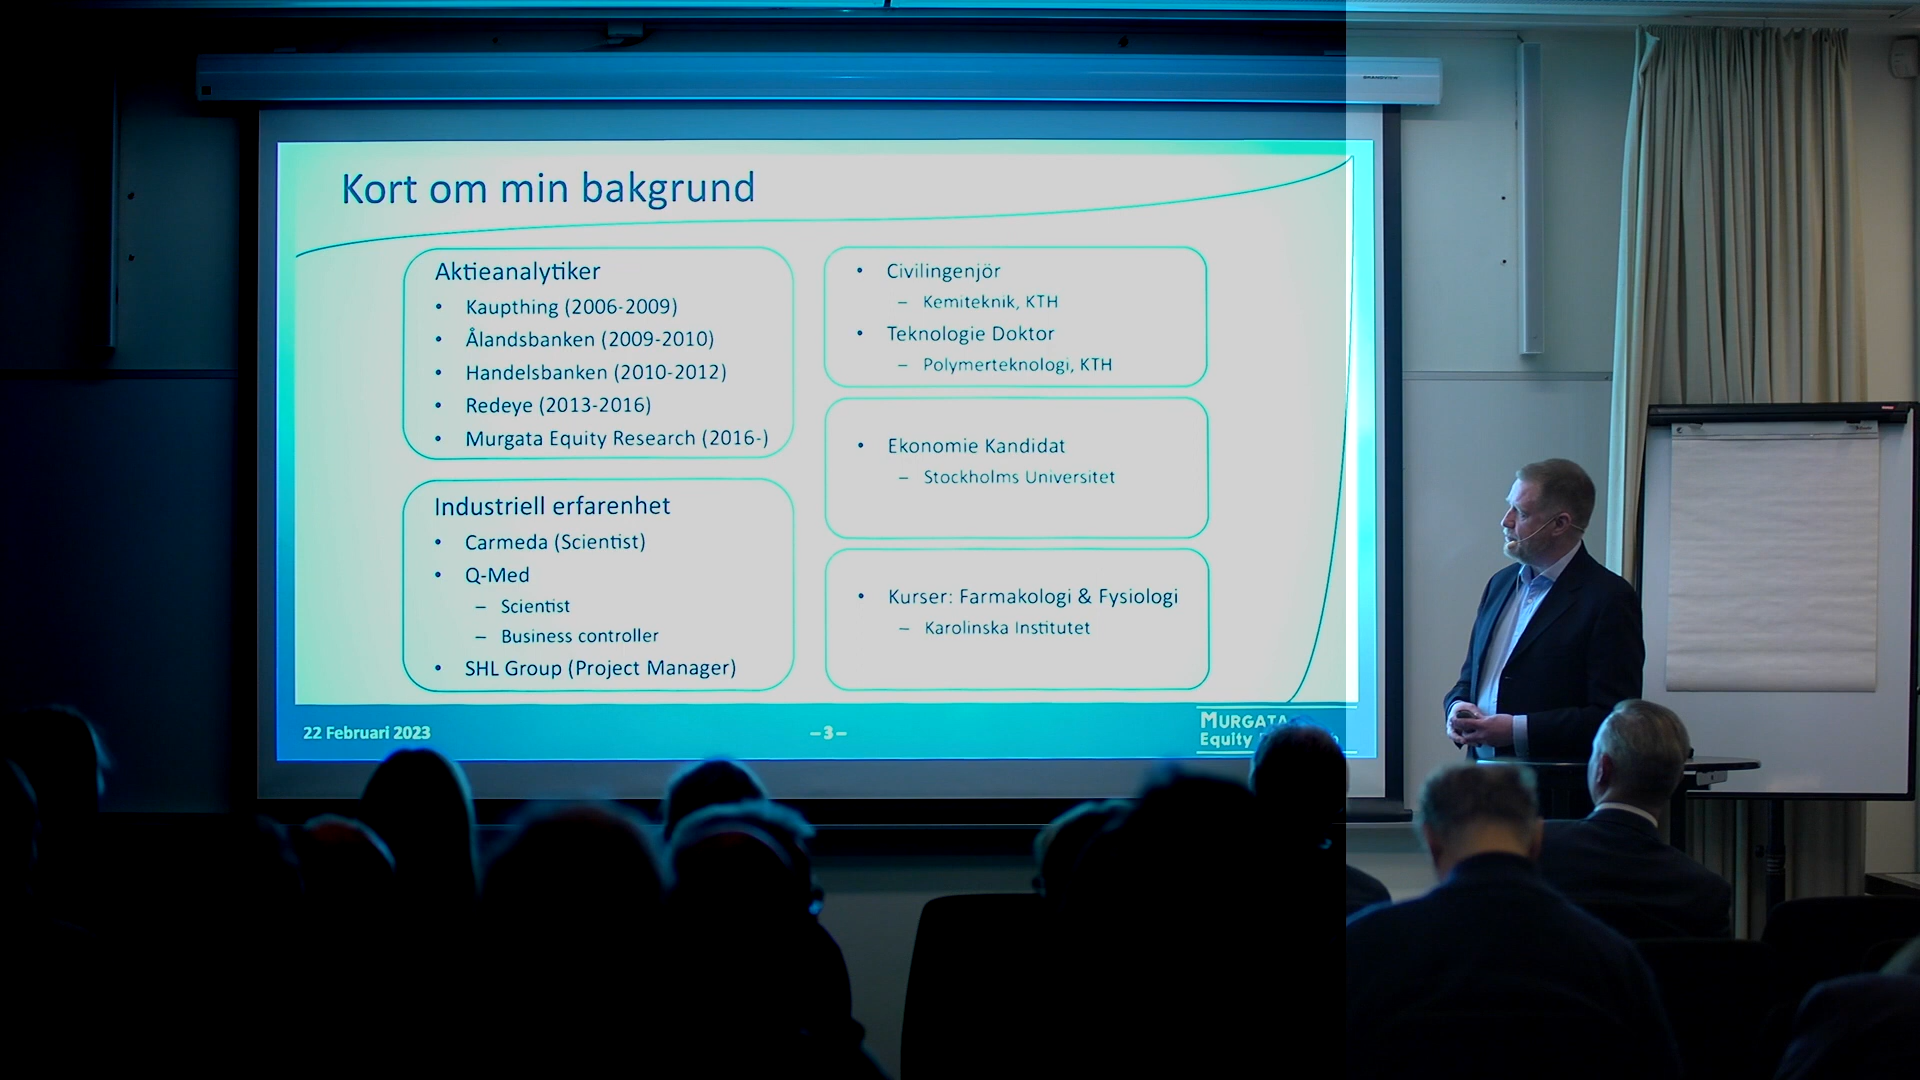 Kort om min bakgrund
Aktieanalytiker
• Kaupthing (2006-2009)
• Ålandsbanken (2009-2010)
• Handelsbanken (2010-2012)
• Redeye (2013-2016)
• Murgata Equity Research (2016-)
Industriell erfarenhet
• Carmeda (Scientist)
• Q-Med
– Scientist
– Business controller
• SHL Group (Project Manager)
• Civilingenjör
– Kemiteknik, KTH
• Teknologie Doktor
– Polymerteknologi, KTH
• Ekonomie Kandidat
– Stockholms Universitet
• Kurser: Farmakologi & Fysiologi
– Karolinska Institutet
22 Februari 2023
–3–
MURGATA
Equity